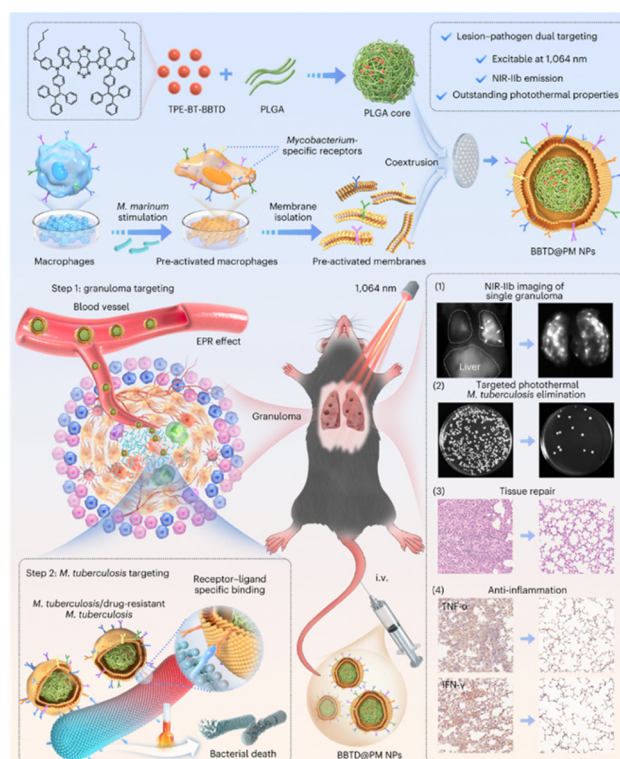 Lesion–pathogen dual targeting
Excitable at 1,064 nm
NIR-IIb emission
Outstanding photothermal properties
TPE-BT-BBTD
+
PLGA
PLGA core
Mycobacterium-
specific receptors
Coextrusion
M. marinum
stimulation
Membrane
isolation
Macrophages
Pre-activated macrophages
Pre-activated membranes
BBTD@PM NPs
Step 1: granuloma targeting
Blood vessel
EPR effect
1,064 nm
Granuloma
(1)
NIR-IIb imaging of
single granuloma
Liver
(2)
Targeted photothermal
M. tuberculosis elimination
(3)
Tissue repair
(4)
Anti-inflammation
TNF-α
IFN-γ
Step 2: M. tuberculosis targeting
Receptor–ligand
specific binding
M. tuberculosis/drug-resistant
M. tuberculosis
Bacterial death
i.v.
BBTD@PM NPs